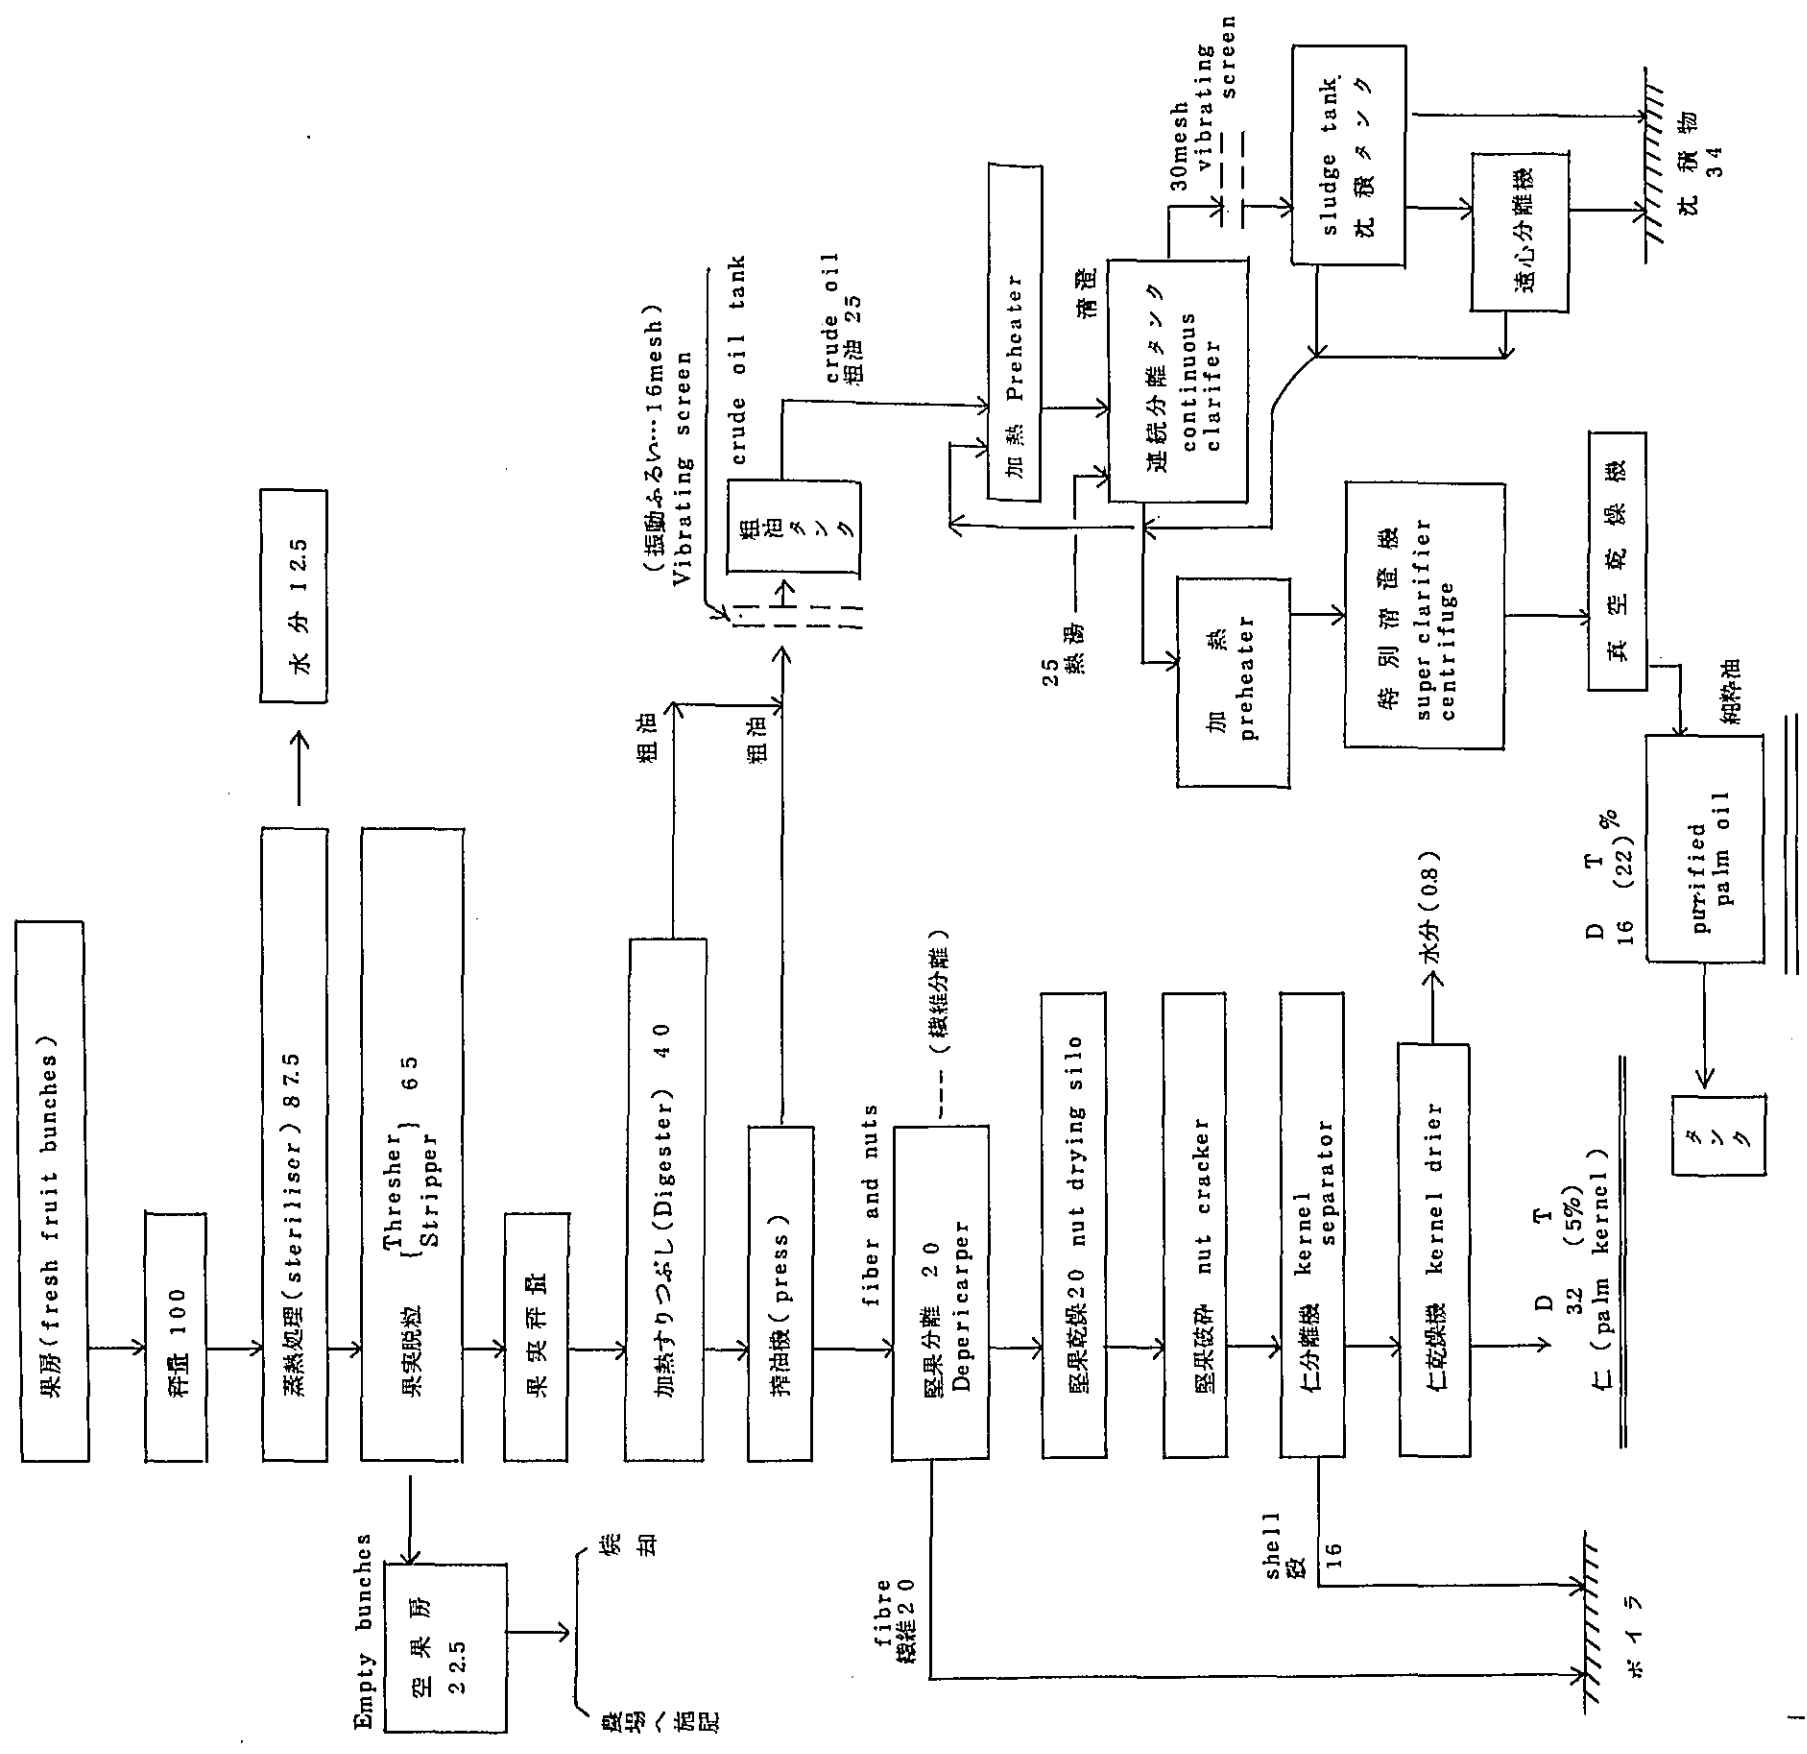 果房(fresh fruit bunches)
秤量 100
蒸熱処理(steriliser) 87.5
水分 12.5
果実脱粒 {Thresher Stripper} 65
Empty bunches
空果房
22.5
農場へ施肥
焼却
果実秤量
加熱すりつぶし(Digester) 40
粗油
搾油機(press)
粗油
(振動ふるい…16mesh)
Vibrating screen
crude oil tank
粗油タンク
crude oil
粗油 25
fiber and nuts
堅果分離 20
Depericarper
---(繊維分離)
fibre
繊維20
堅果乾燥20 nut drying silo
堅果破砕 nut cracker
仁分離機 kernel
separator
shell
殻
16
仁乾燥機 kernel drier
水分(0.8)
ボイラ
D T
3.2 (5%)
仁 (palm kernel)
加熱 Preheater
清澄
25
熱湯
連続分離タンク
continuous
clarifer
30mesh
vibrating
screen
sludge tank
沈積タンク
遠心分離機
沈積物
34
加熱
preheater
特別清澄機
super clarifier
centrifuge
真空乾燥機
純粋油
D T
16 (22)%
purrified
palm oil
タンク